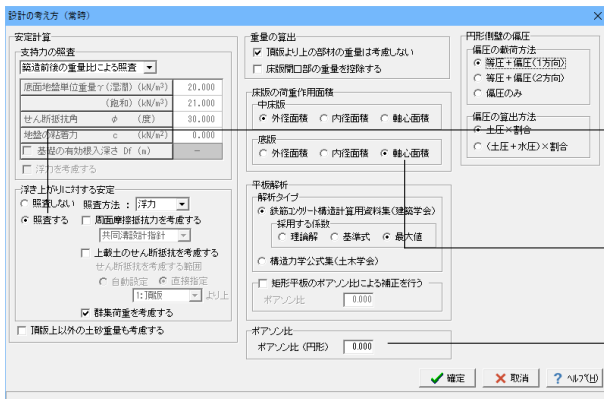 設計の考え方（常時）
安定計算
支持力の照査
築造前後の重量比による照査
底面地盤単位重量γ(湿潤) (kN/m³) 20.000
(飽和) (kN/m³) 21.000
せん断抵抗角 φ (度) 30.000
地盤の粘着力 c (kN/m²) 0.000
基礎の有効根入深さ Df (m) －
浮力を考慮する
浮き上がりに対する安定
照査しない 照査方法 : 浮力
照査する 周面摩擦抵抗力を考慮する
共同溝設計指針
上載土のせん断抵抗を考慮する
せん断抵抗を考慮する範囲
自動設定 直接指定
1:頂版 より上
群集荷重を考慮する
頂版上以外の土砂重量も考慮する
重量の算出
頂版より上の部材の重量は考慮しない
床版開口部の重量を控除する
床版の荷重作用面積
中床版
外径面積 内径面積 軸心面積
底版
外径面積 内径面積 軸心面積
平板解析
解析タイプ
鉄筋コンクリート構造計算用資料集(建築学会)
採用する係数
理論解 基準式 最大値
構造力学公式集(土木学会)
矩形平板のポアソン比による補正を行う
ポアソン比 0.000
ポアソン比
ポアソン比 (円形) 0.000
円形側壁の偏圧
偏圧の載荷方法
等圧＋偏圧(1方向)
等圧＋偏圧(2方向)
偏圧のみ
偏圧の算出方法
土圧×割合
(土圧＋水圧)×割合
確定 取消 ? ヘルプ(H)